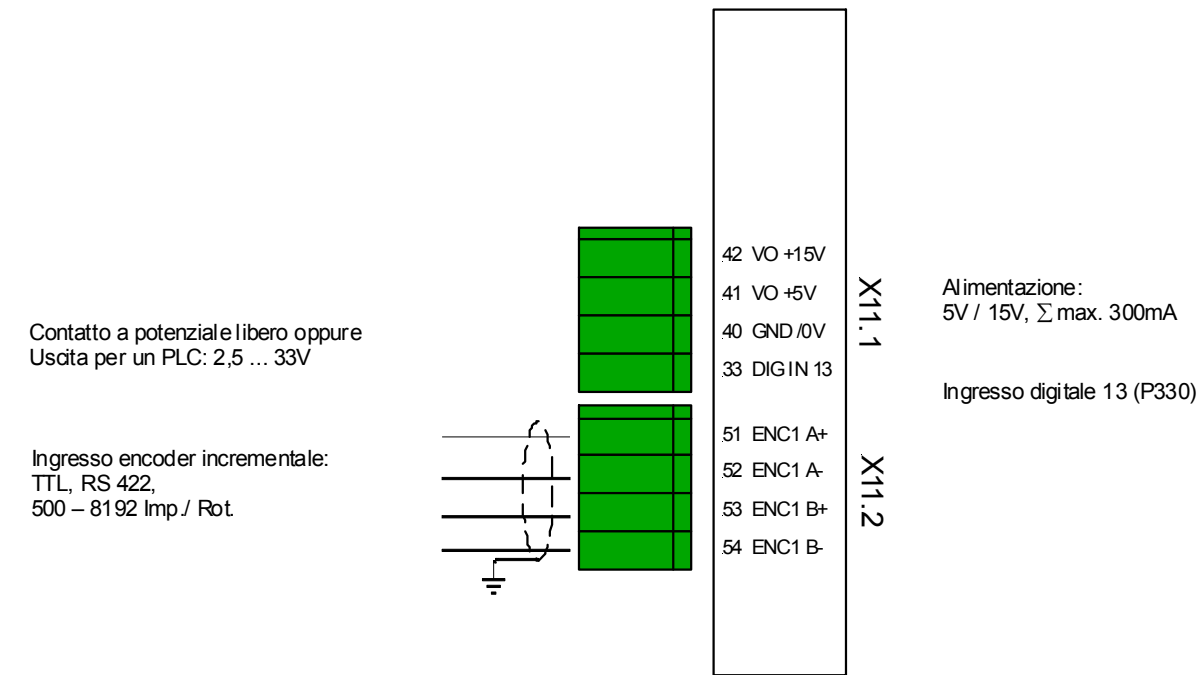 Contatto a potenziale libero oppure
Uscita per un PLC: 2,5 ... 33V
Ingresso encoder incrementale:
TTL, RS 422,
500 – 8192 Imp./ Rot.
42 VO +15V
41 VO +5V
40 GND /0V
33 DIG IN 13
51 ENC1 A+
52 ENC1 A-
53 ENC1 B+
54 ENC1 B-
X11.1
X11.2
Alimentazione:
5V / 15V, ∑ max. 300mA
Ingresso digitale 13 (P330)